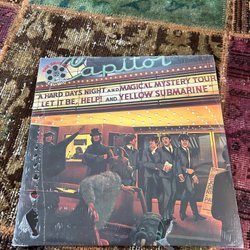 Capitol
"A HARD DAYS NIGHT AND MAGICAL MYSTERY TOUR
LET IT BE, HELP! AND YELLOW SUBMARINE"